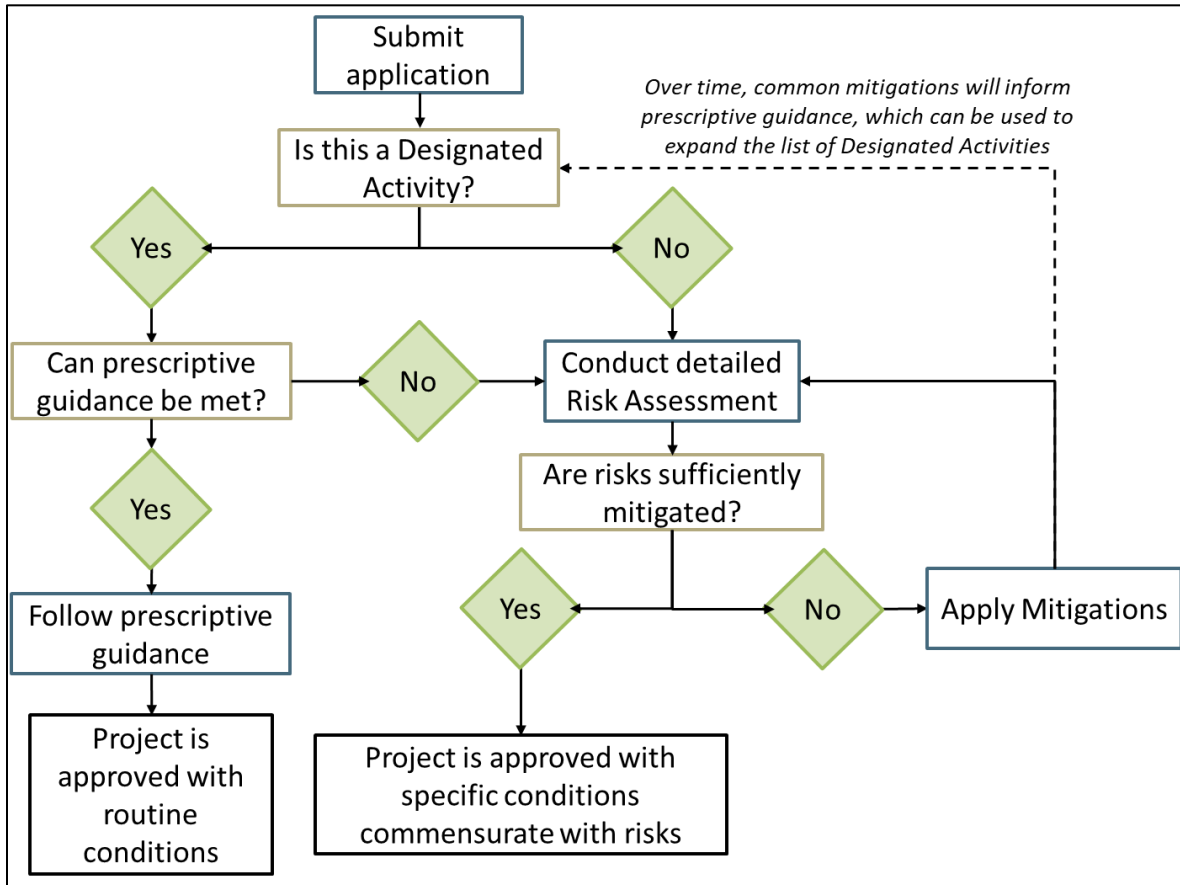 Submit
application
Over time, common mitigations will inform
prescriptive guidance, which can be used to
expand the list of Designated Activities
Is this a Designated
Activity?
Yes
No
Can prescriptive
guidance be met?
No
Conduct detailed
Risk Assessment
Yes
Are risks sufficiently
mitigated?
Yes
No
Apply Mitigations
Follow prescriptive
guidance
Project is
approved with
routine
conditions
Project is approved with
specific conditions
commensurate with risks